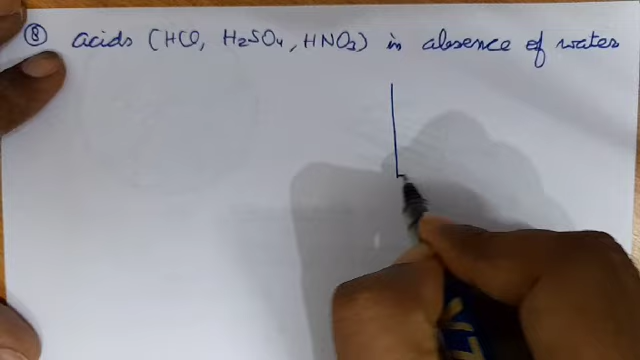 ⑧ acids (HCl, H₂SO₄, HNO₃) in absence of water